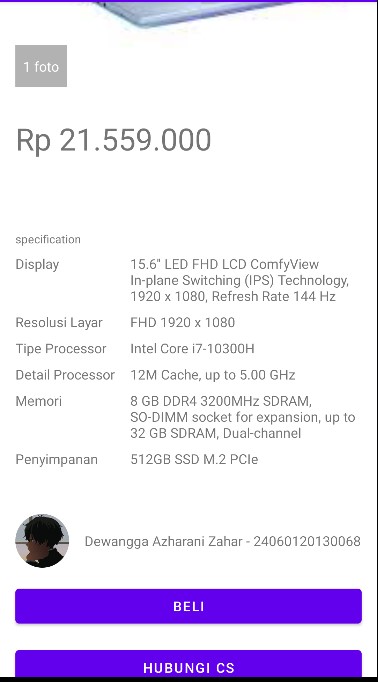 1 foto
Rp 21.559.000
specification
Display 15.6" LED FHD LCD ComfyView
In-plane Switching (IPS) Technology,
1920 x 1080, Refresh Rate 144 Hz
Resolusi Layar FHD 1920 x 1080
Tipe Processor Intel Core i7-10300H
Detail Processor 12M Cache, up to 5.00 GHz
Memori 8 GB DDR4 3200MHz SDRAM,
SO-DIMM socket for expansion, up to
32 GB SDRAM, Dual-channel
Penyimpanan 512GB SSD M.2 PCIe
Dewangga Azharani Zahar - 24060120130068
BELI
HUBUNGI CS